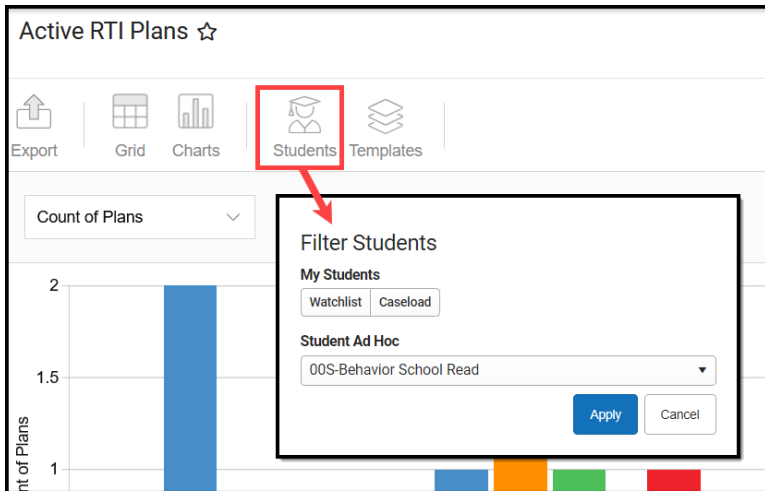 Active RTI Plans
Export Grid Charts Students Templates
Count of Plans
Filter Students
My Students
Watchlist Caseload
Student Ad Hoc
00S-Behavior School Read
Apply Cancel
2
1.5
1
nt of Plans